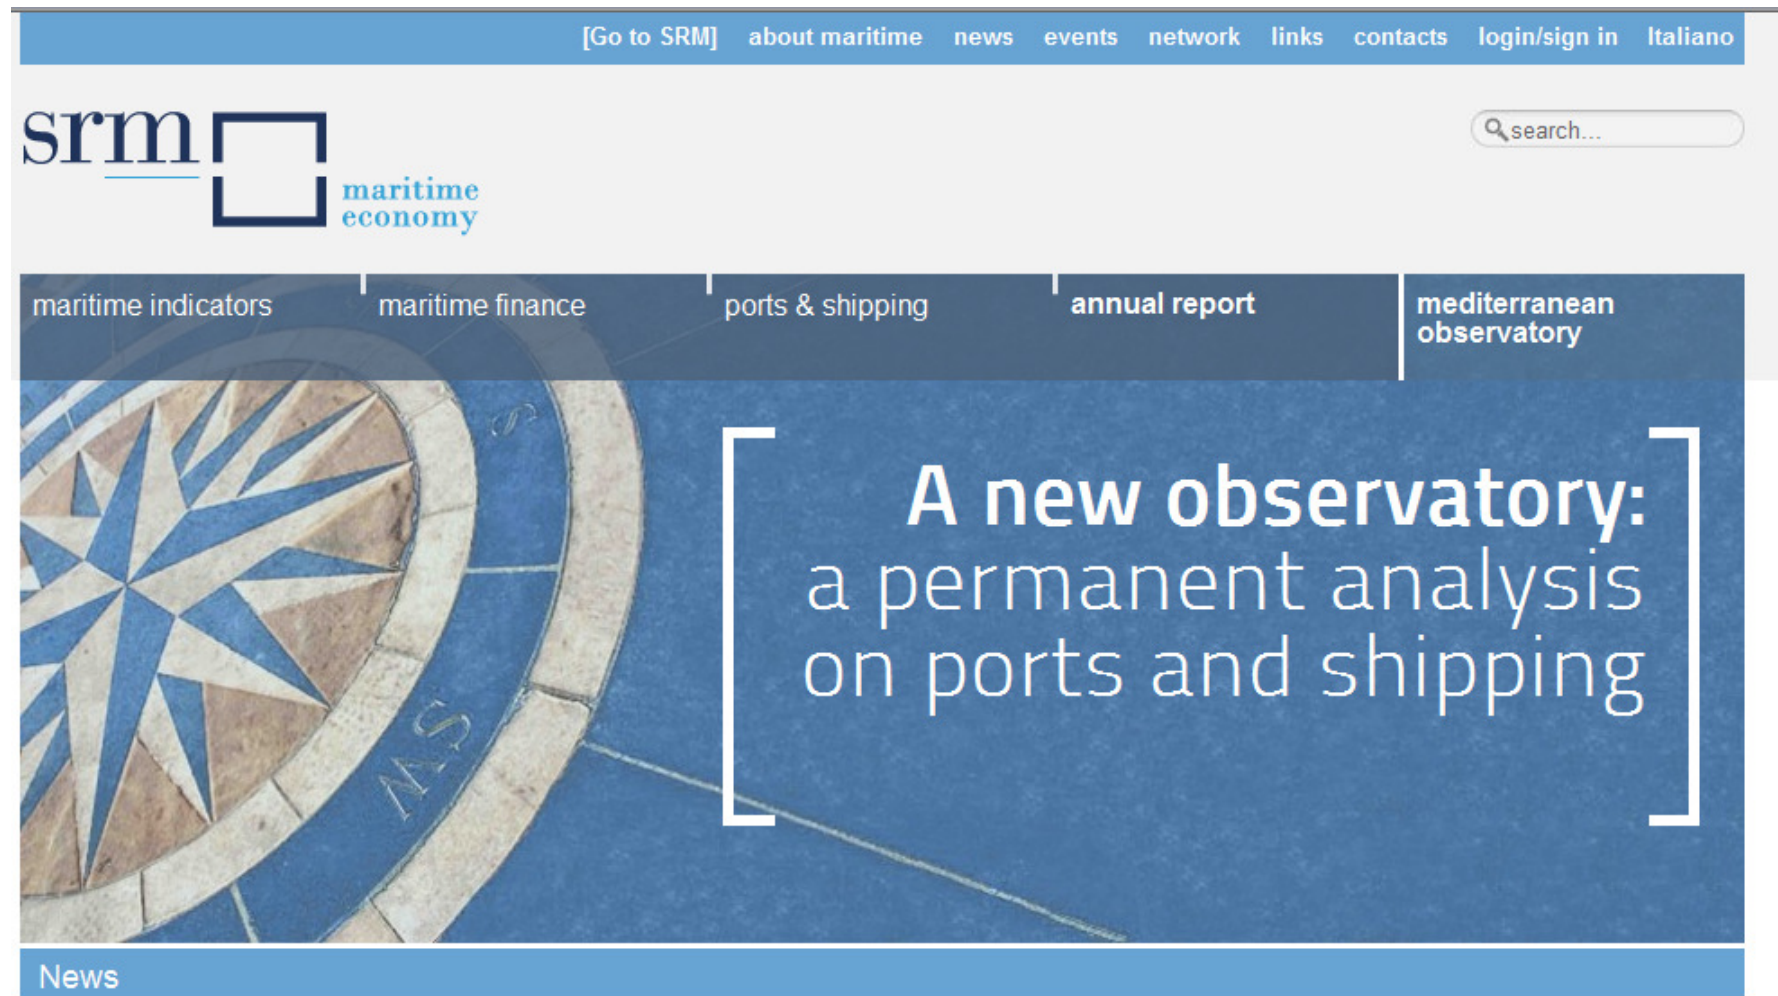 [Go to SRM] about maritime news events network links contacts login/sign in Italiano
srm
maritime
economy
search...
maritime indicators
maritime finance
ports & shipping
annual report
mediterranean
observatory
S
SW
A new observatory:
a permanent analysis
on ports and shipping
News